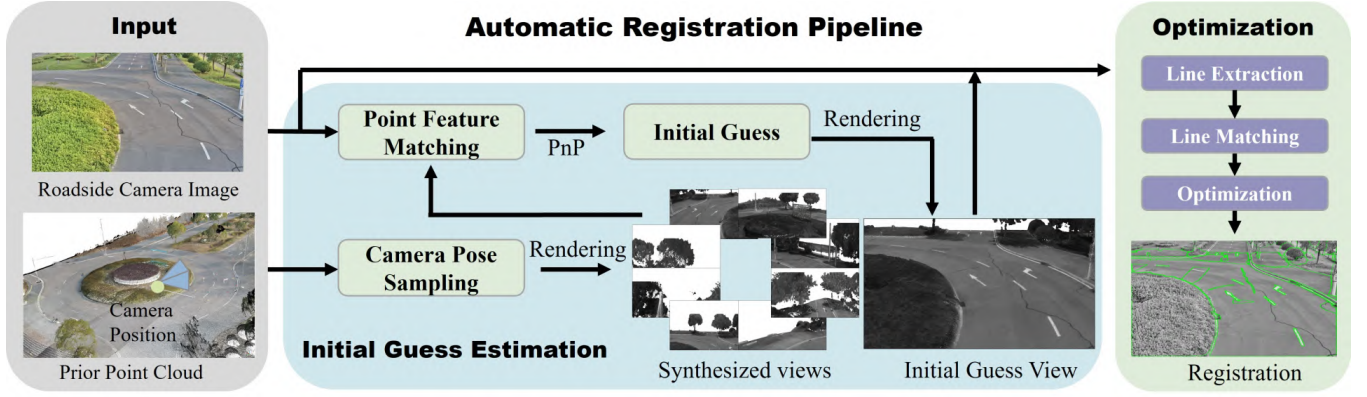 Input
Automatic Registration Pipeline
Optimization
Roadside Camera Image
Camera
Position
Prior Point Cloud
Point Feature
Matching
PnP
Initial Guess
Rendering
Camera Pose
Sampling
Rendering
Initial Guess Estimation
Synthesized views
Initial Guess View
Line Extraction
Line Matching
Optimization
Registration